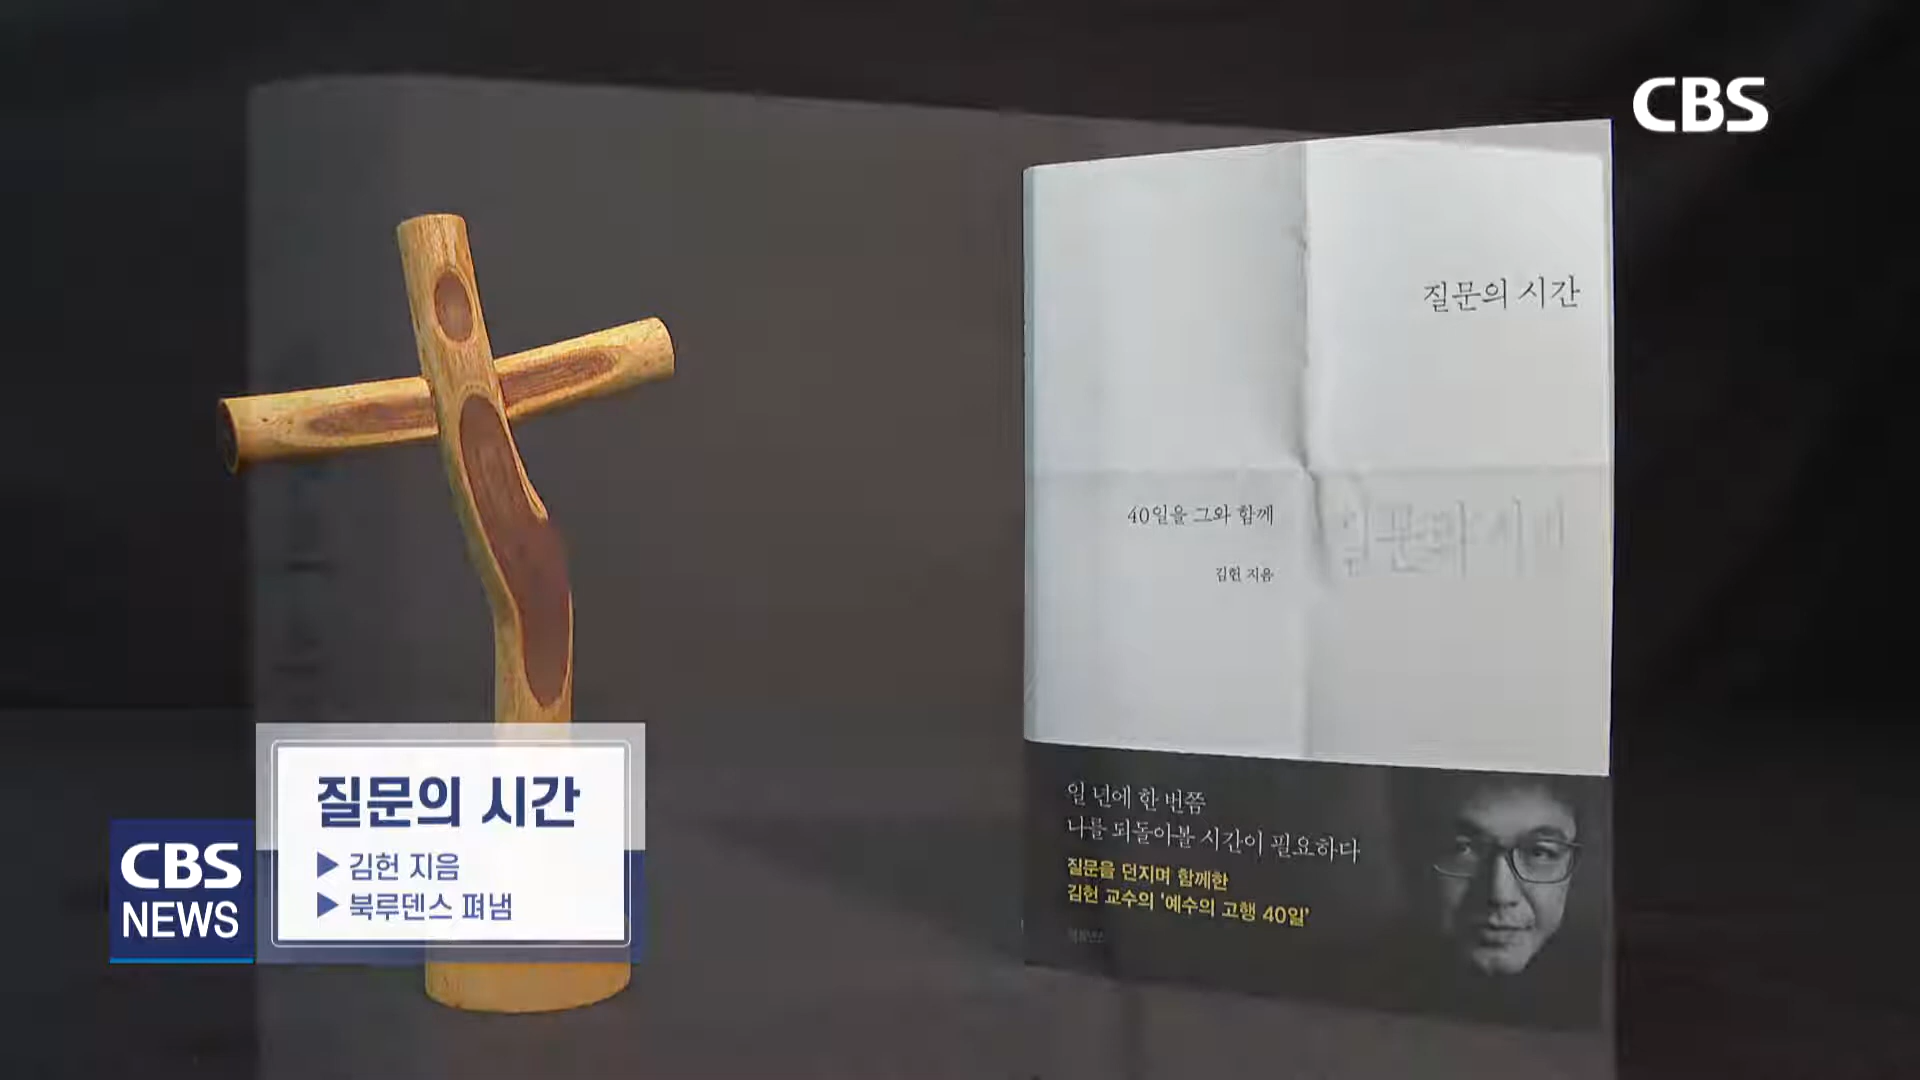 CBS
질문의 시간
40일을 그와 함께
김헌 지음
일 년에 한 번쯤
나를 되돌아볼 시간이 필요하다
질문을 던지며 함께한
김헌 교수의 '예수의 고행 40일'
북루덴스
질문의 시간
▶ 김헌 지음
▶ 북루덴스 펴냄
CBS
NEWS